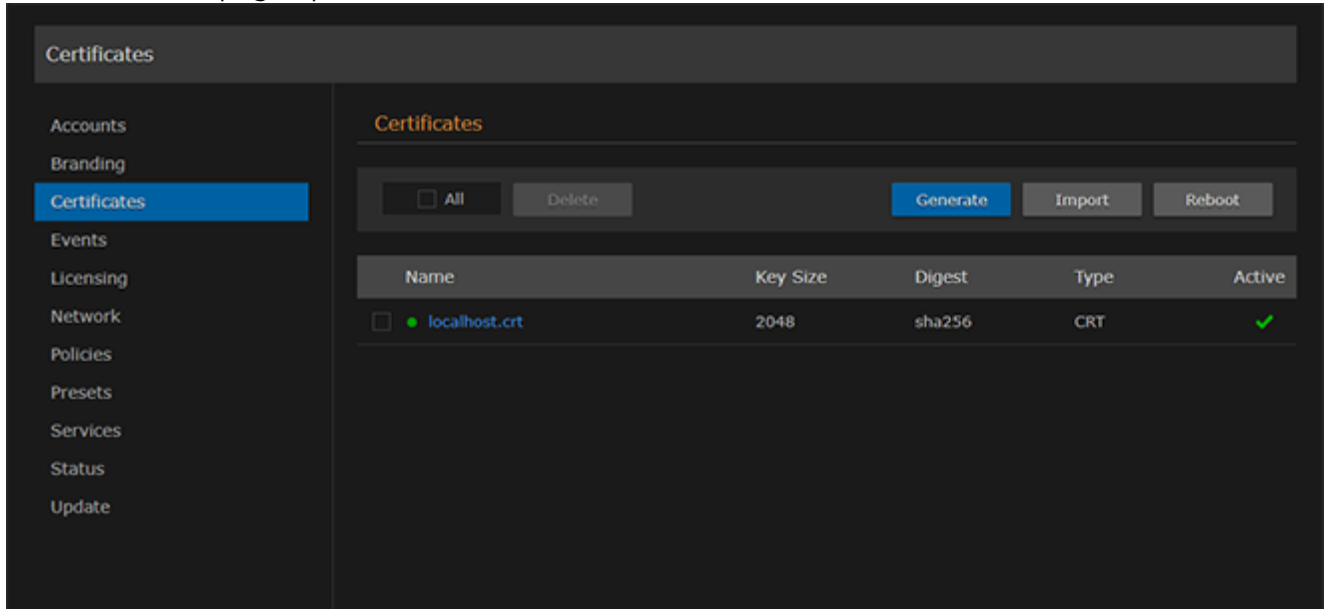 Certificates
Accounts
Branding
Certificates
Events
Licensing
Network
Policies
Presets
Services
Status
Update
Certificates
All Delete Generate Import Reboot
Name Key Size Digest Type Active
localhost.crt 2048 sha256 CRT